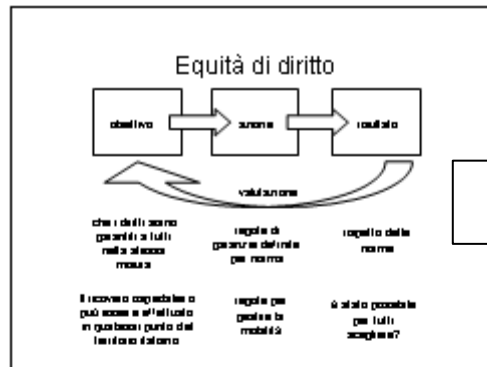 Equità di diritto
obiettivo
azione
risultato
valutazione
che i diritti siano
garantiti a tutti
nella stessa
misura
regole di
garanzia definite
per norma
rispetto delle
norme
Il ricovero ospedaliero
può essere effettuato
in qualsiasi punto del
territorio italiano
regole per
gestire la
mobilità
è stato possibile
per tutti
scegliere?